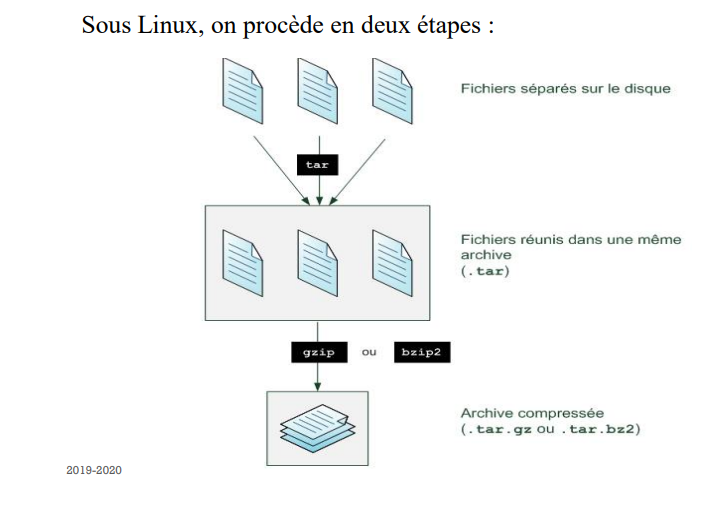 Sous Linux, on procède en deux étapes :
Fichiers séparés sur le disque
tar
Fichiers réunis dans une même
archive
(.tar)
gzip ou bzip2
Archive compressée
(.tar.gz ou .tar.bz2)
2019-2020